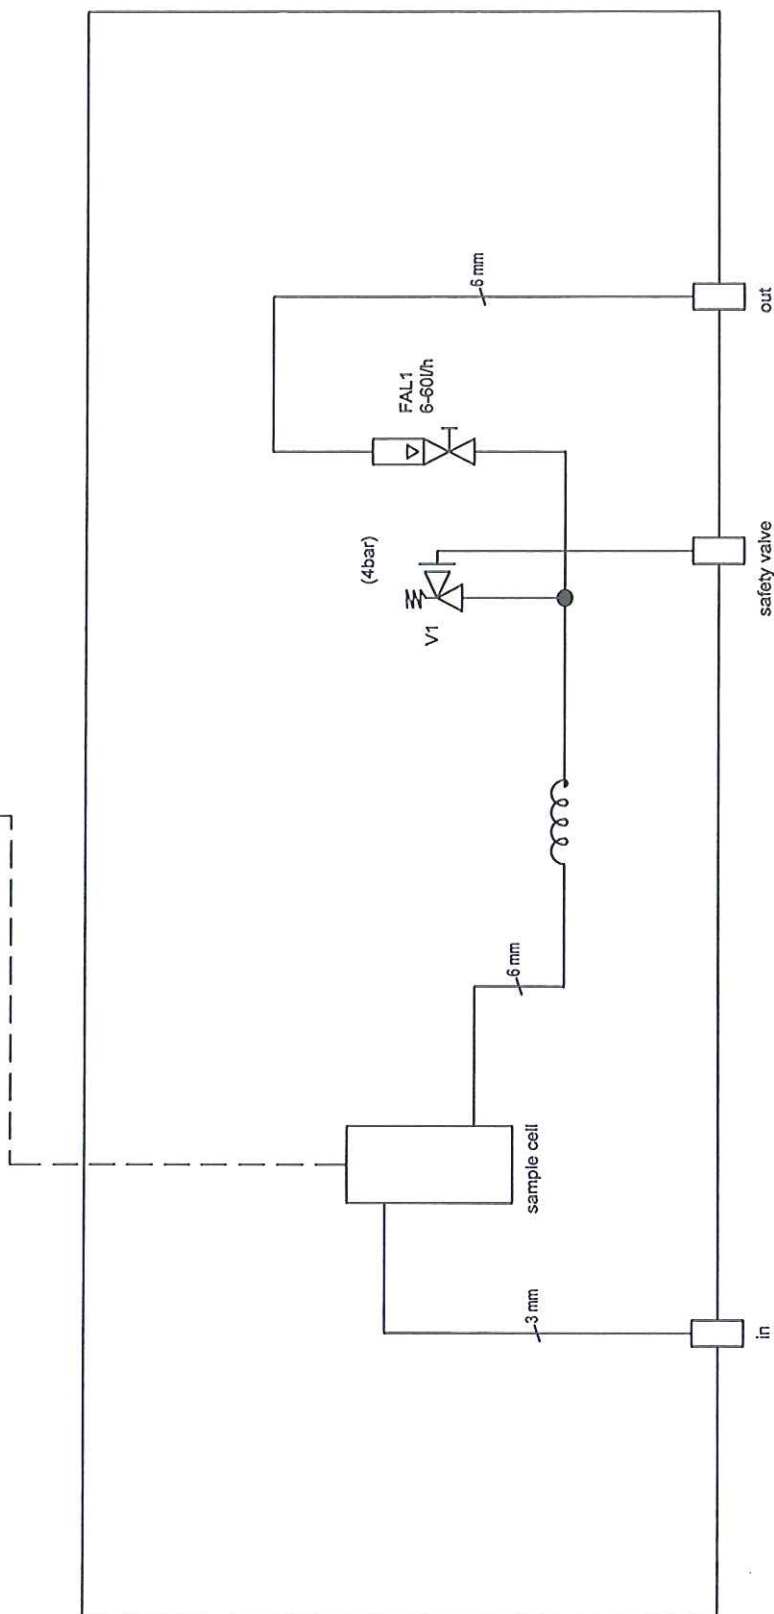 6 mm
out
FAL1
6-60l/h
(4bar)
V1
safety valve
6 mm
sample cell
3 mm
in